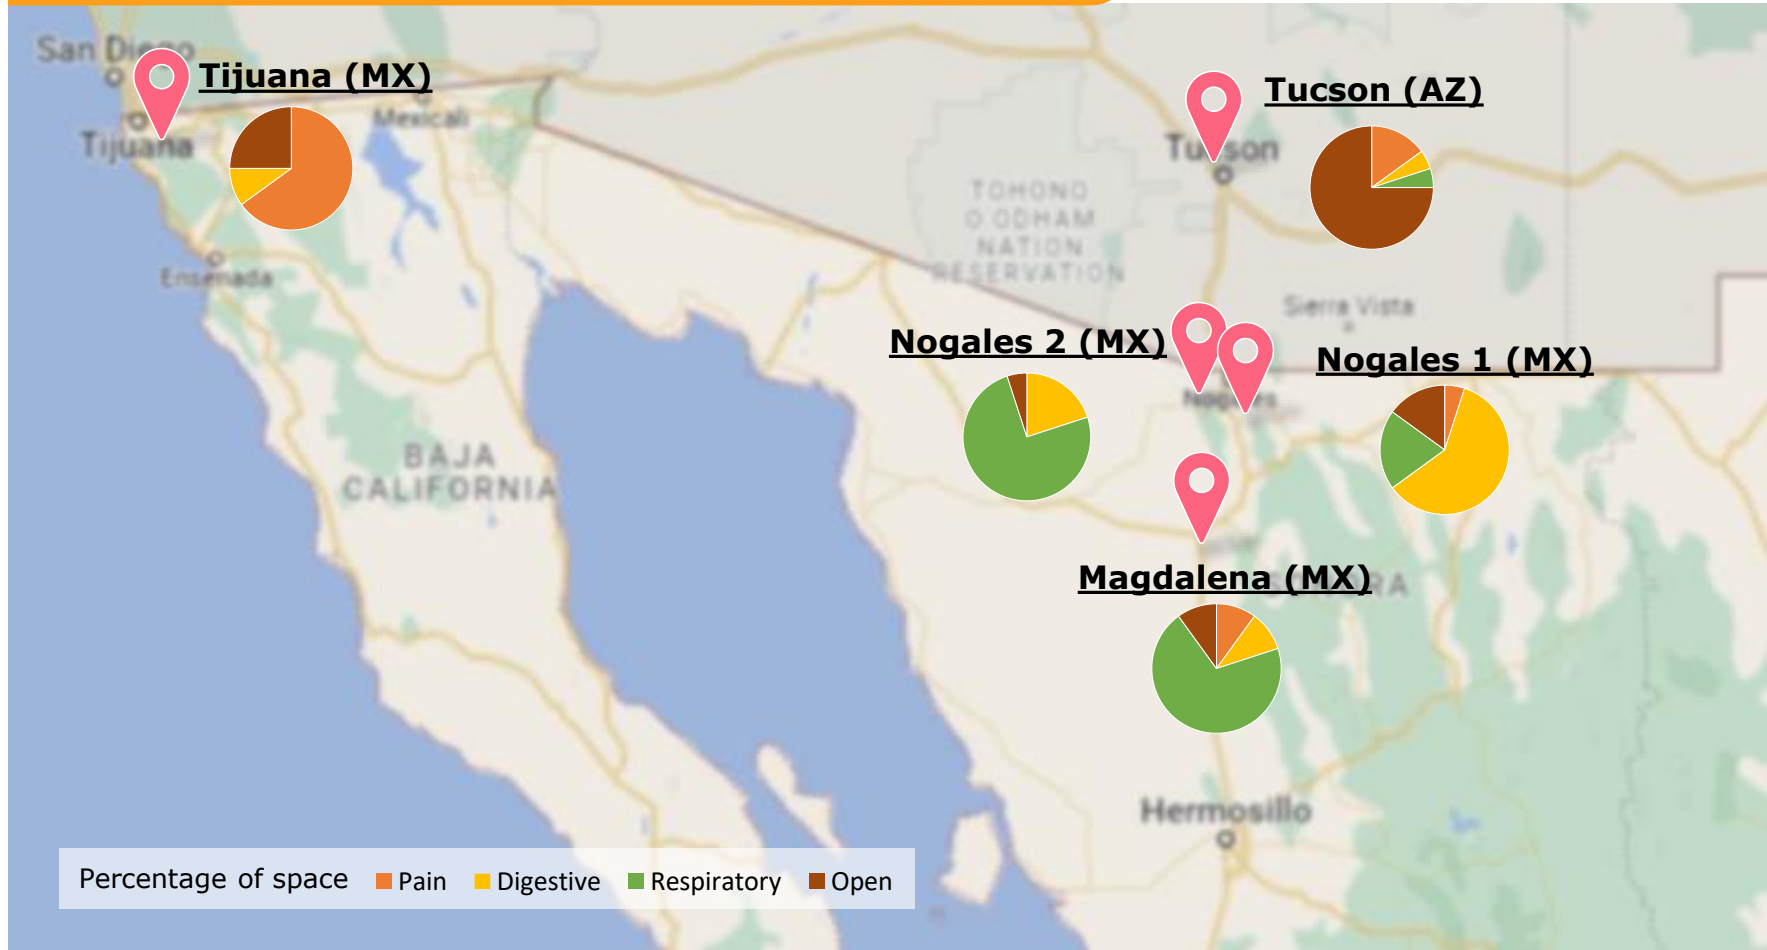 San Diego
Tijuana (MX)
Mexicali
Tijuana
Tucson (AZ)
Tucson
TOHONO
O ODHAM
NATION
RESERVATION
Ensenada
Sierra Vista
Nogales 2 (MX)
Nogales 1 (MX)
Nogales
BAJA
CALIFORNIA
Magdalena (MX)
Hermosillo
Percentage of space Pain Digestive Respiratory Open